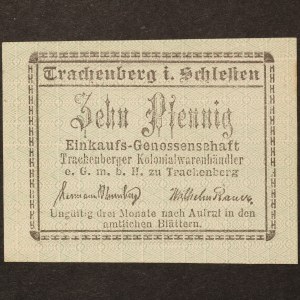 Trachenberg i. Schlesien
Zehn Pfennig
Einkaufs-Genossenschaft
Trachenberger Kolonialwarenhändler
e. G. m. b. H. zu Trachenberg
Wilhelm
Ungültig drei Monate nach Aufruf in den
amtlichen Blättern.